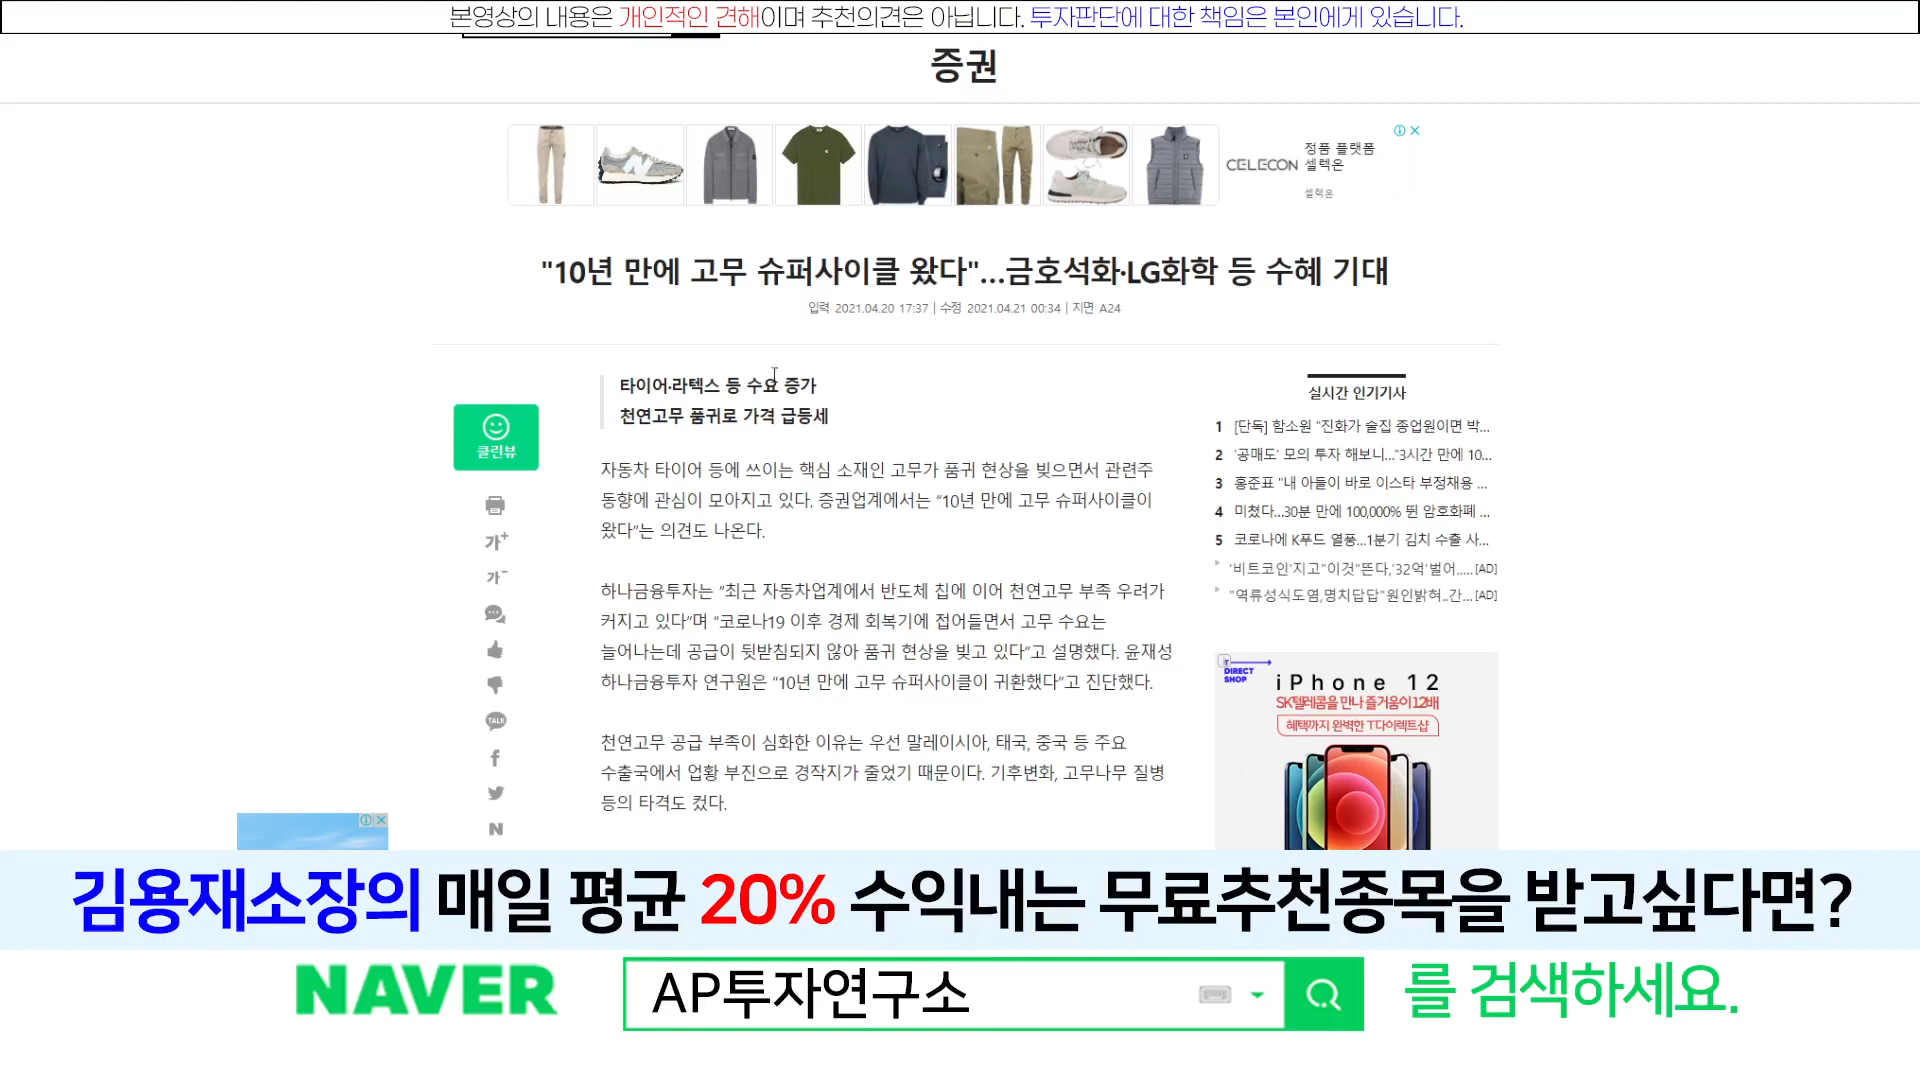 본영상의 내용은 개인적인 견해이며 추천의견은 아닙니다. 투자판단에 대한 책임은 본인에게 있습니다.
증권
CELECON
정품 플랫폼
셀렉온
셀렉온
"10년 만에 고무 슈퍼사이클 왔다"...금호석화·LG화학 등 수혜 기대
입력 2021.04.20 17:37 | 수정 2021.04.21 00:34 | 지면 A24
타이어·라텍스 등 수요 증가
천연고무 품귀로 가격 급등세
클린뷰
가+
가-
TALK
N
자동차 타이어 등에 쓰이는 핵심 소재인 고무가 품귀 현상을 빚으면서 관련주
동향에 관심이 모아지고 있다. 증권업계에서는 “10년 만에 고무 슈퍼사이클이
왔다”는 의견도 나온다.
하나금융투자는 “최근 자동차업계에서 반도체 칩에 이어 천연고무 부족 우려가
커지고 있다”며 “코로나19 이후 경제 회복기에 접어들면서 고무 수요는
늘어나는데 공급이 뒷받침되지 않아 품귀 현상을 빚고 있다”고 설명했다. 윤재성
하나금융투자 연구원은 “10년 만에 고무 슈퍼사이클이 귀환했다”고 진단했다.
천연고무 공급 부족이 심화한 이유는 우선 말레이시아, 태국, 중국 등 주요
수출국에서 업황 부진으로 경작지가 줄었기 때문이다. 기후변화, 고무나무 질병
등의 타격도 컸다.
실시간 인기기사
1 [단독] 함소원 "진화가 술집 종업원이면 박...
2 '공매도' 모의 투자 해보니..."3시간 만에 10...
3 홍준표 "내 아들이 바로 이스타 부정채용 ...
4 미쳤다...30분 만에 100,000% 뛴 암호화폐 ...
5 코로나에 K푸드 열풍...1분기 김치 수출 사...
'비트코인'지고"이것"뜬다,'32억'벌어.....[AD]
"역류성식도염,명치답답"원인밝혀..간...[AD]
DIRECT
SHOP
iPhone 12
SK텔레콤을 만나 즐거움이 12배
혜택까지 완벽한 T다이렉트샵
김용재소장의 매일 평균 20% 수익내는 무료추천종목을 받고싶다면?
NAVER AP투자연구소 를 검색하세요.